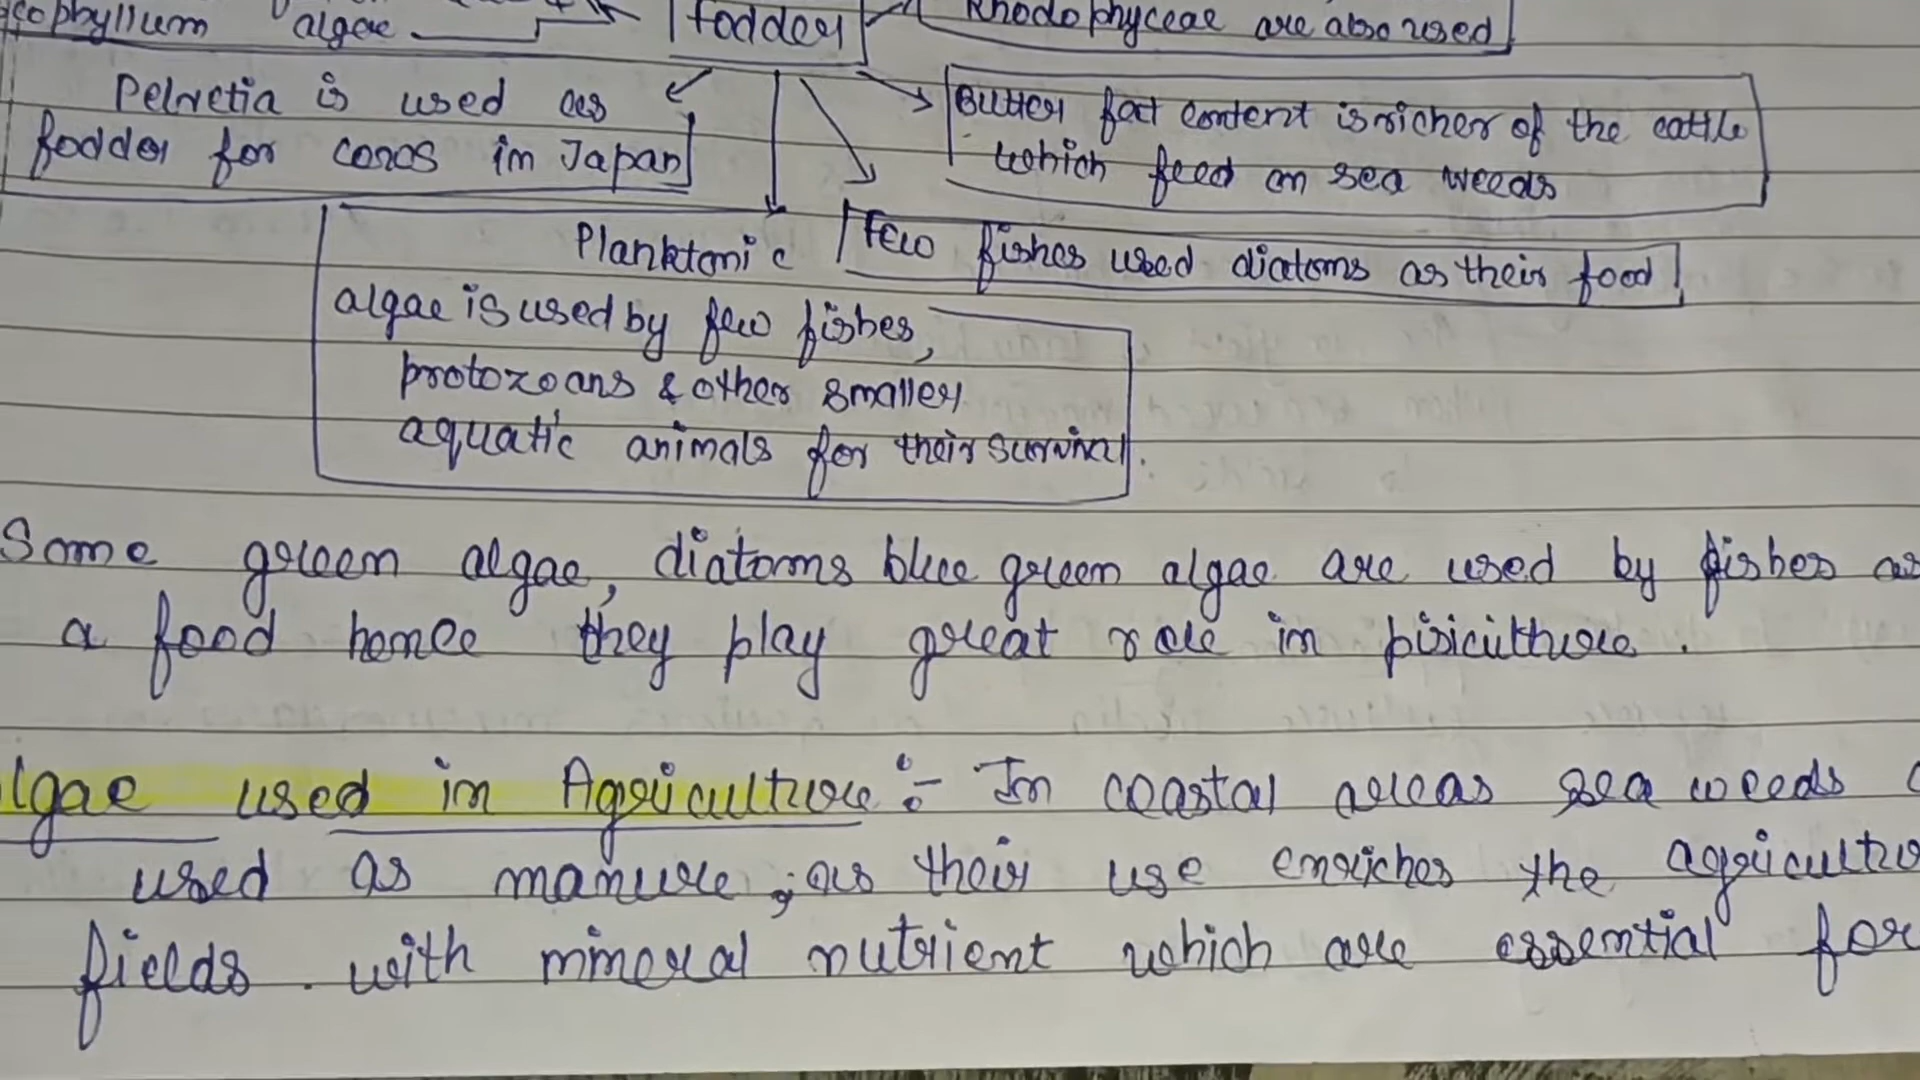 ophyllum algae fodder Rhodophyceae are also used
Pelvetia is used as
fodder for cows in Japan
Butter fat content is richer of the cattle
which feed on sea weeds
Few fishes used diatoms as their food
Planktonic
algae is used by few fishes,
protozoans & other smaller
aquatic animals for their survival.
Some green algae, diatoms blue green algae are used by fishes as
a food hence they play great role in pisiculture.
lgae used in Agriculture :- In coastal areas sea weeds
used as manure, as their use enriches the agricultu
fields with mineral nutrient which are essential for